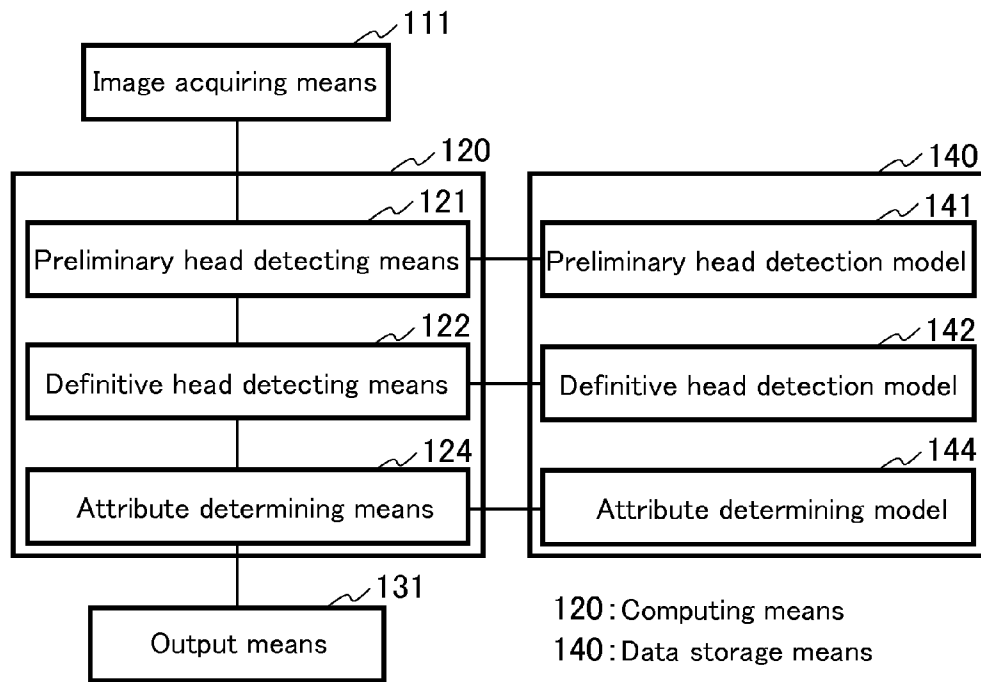 111
Image acquiring means
120
140
121
141
Preliminary head detecting means
Preliminary head detection model
122
142
Definitive head detecting means
Definitive head detection model
124
144
Attribute determining means
Attribute determining model
131
Output means
120:Computing means
140:Data storage means